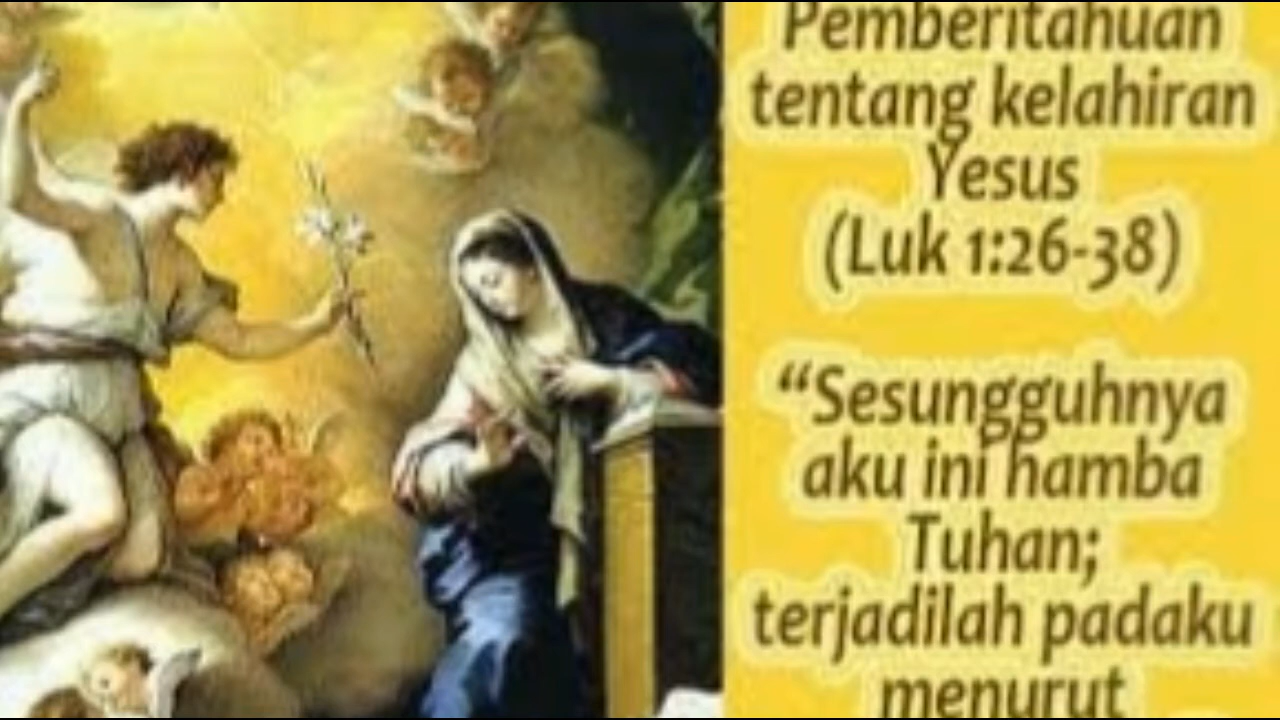 Pemberitahuan
tentang kelahiran
Yesus
(Luk 1:26-38)
“Sesungguhnya
aku ini hamba
Tuhan;
terjadilah padaku
menurut